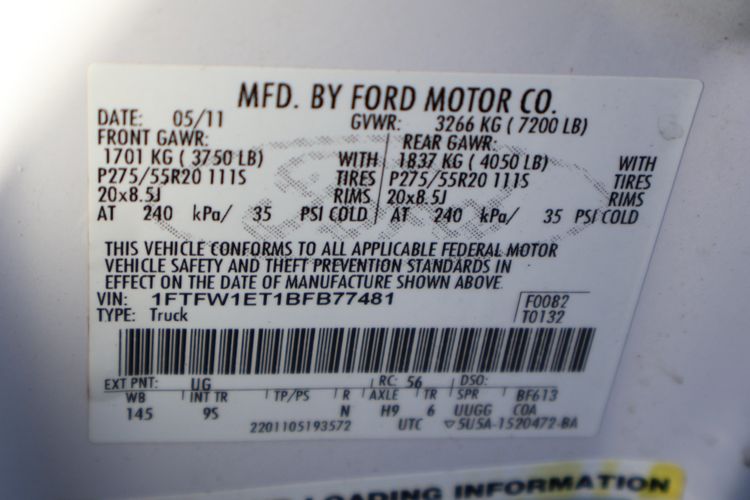 MFD. BY FORD MOTOR CO.
DATE: 05/11 GVWR: 3266 KG ( 7200 LB)
FRONT GAWR: REAR GAWR:
1701 KG ( 3750 LB) WITH 1837 KG ( 4050 LB) WITH
P275/55R20 111S TIRES P275/55R20 111S TIRES
20x8.5J RIMS 20x8.5J RIMS
AT 240 kPa/ 35 PSI COLD AT 240 kPa/ 35 PSI COLD
THIS VEHICLE CONFORMS TO ALL APPLICABLE FEDERAL MOTOR
VEHICLE SAFETY AND THEFT PREVENTION STANDARDS IN
EFFECT ON THE DATE OF MANUFACTURE SHOWN ABOVE.
VIN: 1FTFW1ET1BFB77481 F0082
TYPE: Truck T0132
EXT PNT: UG RC: 56 DSO:
WB INT TR TP/PS R AXLE TR SPR BF613
145 9S N H9 6 UUGG COA
2201105193572 UTC ▽5U5A-1520472-BA
LOADING INFORMATION